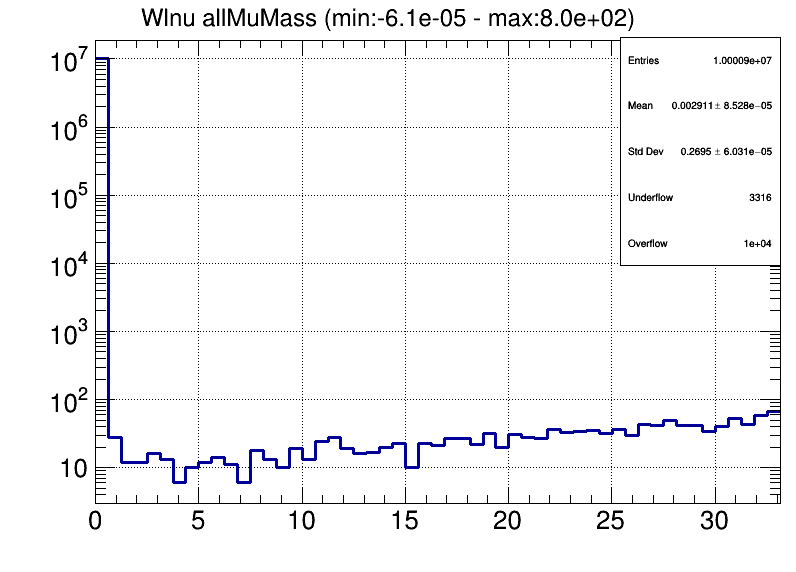 Wlnu allMuMass (min:-6.1e-05 - max:8.0e+02)
Entries 1.00009e+07
Mean 0.002911 ± 8.528e−05
Std Dev 0.2695 ± 6.031e−05
Underflow 3316
Overflow 1e+04
10^7
10^6
10^5
10^4
10^3
10^2
10
0 5 10 15 20 25 30